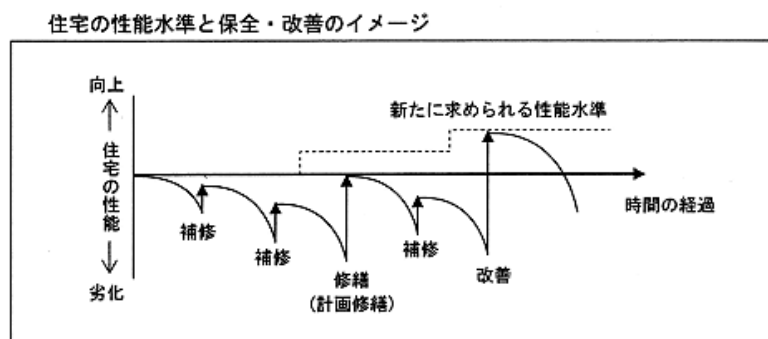 住宅の性能水準と保全・改善のイメージ
向上
住宅の性能
劣化
新たに求められる性能水準
時間の経過
補修
補修
修繕
(計画修繕)
補修
改善